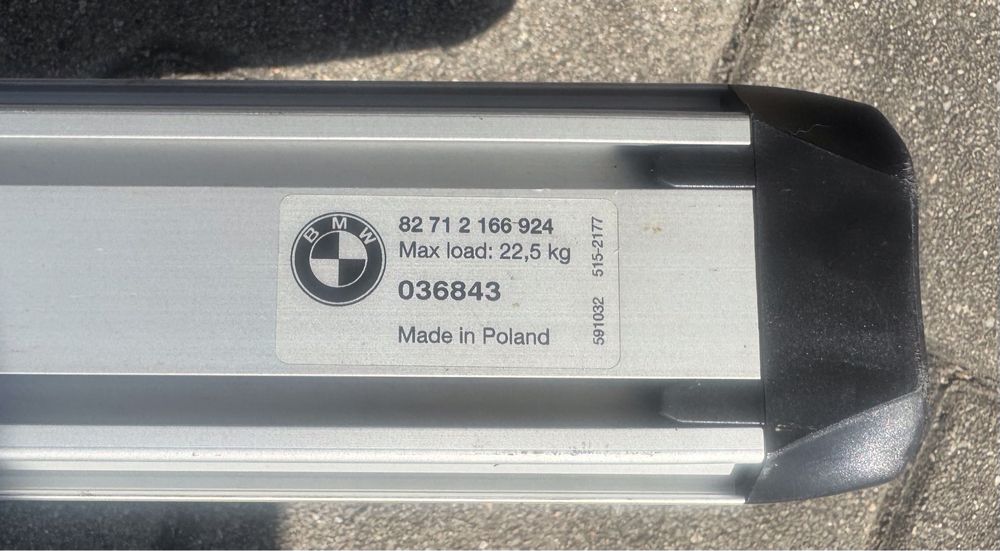 BMW
82 71 2 166 924
Max load: 22,5 kg
036843
Made in Poland
591032 515-2177